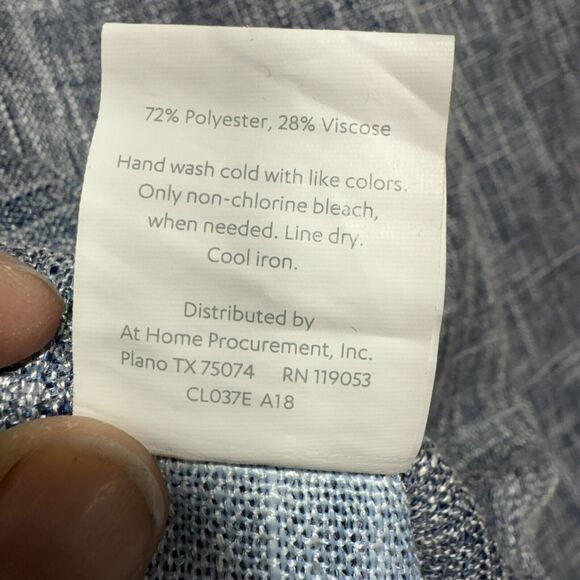 72% Polyester, 28% Viscose
Hand wash cold with like colors.
Only non-chlorine bleach,
when needed. Line dry.
Cool iron.
Distributed by
At Home Procurement, Inc.
Plano TX 75074 RN 119053
CL037E A18